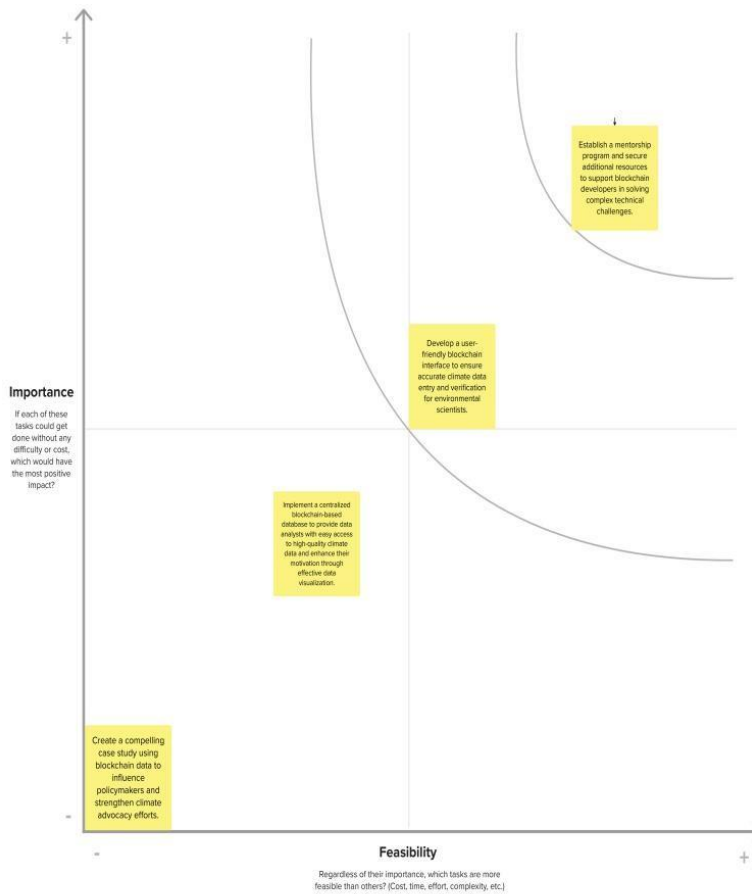 +
Establish a mentorship
program and secure
additional resources
to support blockchain
developers in solving
complex technical
challenges.
Develop a user-
friendly blockchain
interface to ensure
accurate climate data
entry and verification
for environmental
scientists.
Importance
If each of these
tasks could get
done without any
difficulty or cost,
which would have
the most positive
impact?
Implement a centralized
blockchain-based
database to provide data
analysts with easy access
to high-quality climate
data and enhance their
motivation through
effective data
visualization.
Create a compelling
case study using
blockchain data to
influence
policymakers and
strengthen climate
advocacy efforts.
-
-
Feasibility
+
Regardless of their importance, which tasks are more
feasible than others? (Cost, time, effort, complexity, etc.)